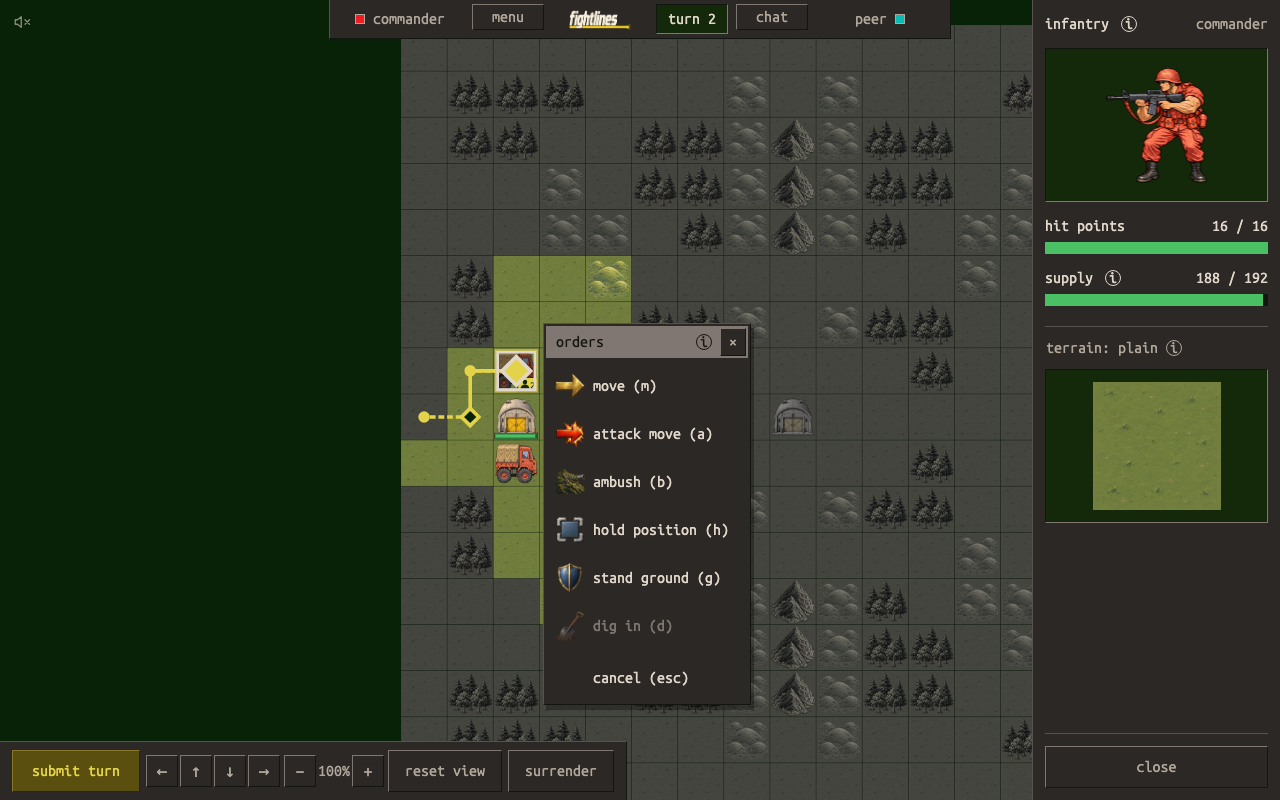 commander
menu
fightlines
turn 2
chat
peer
infantry
commander
hit points
16 / 16
supply
188 / 192
terrain: plain
close
orders
×
move (m)
attack move (a)
ambush (b)
hold position (h)
stand ground (g)
dig in (d)
cancel (esc)
submit turn
← ↑ ↓ → − 100% +
reset view
surrender